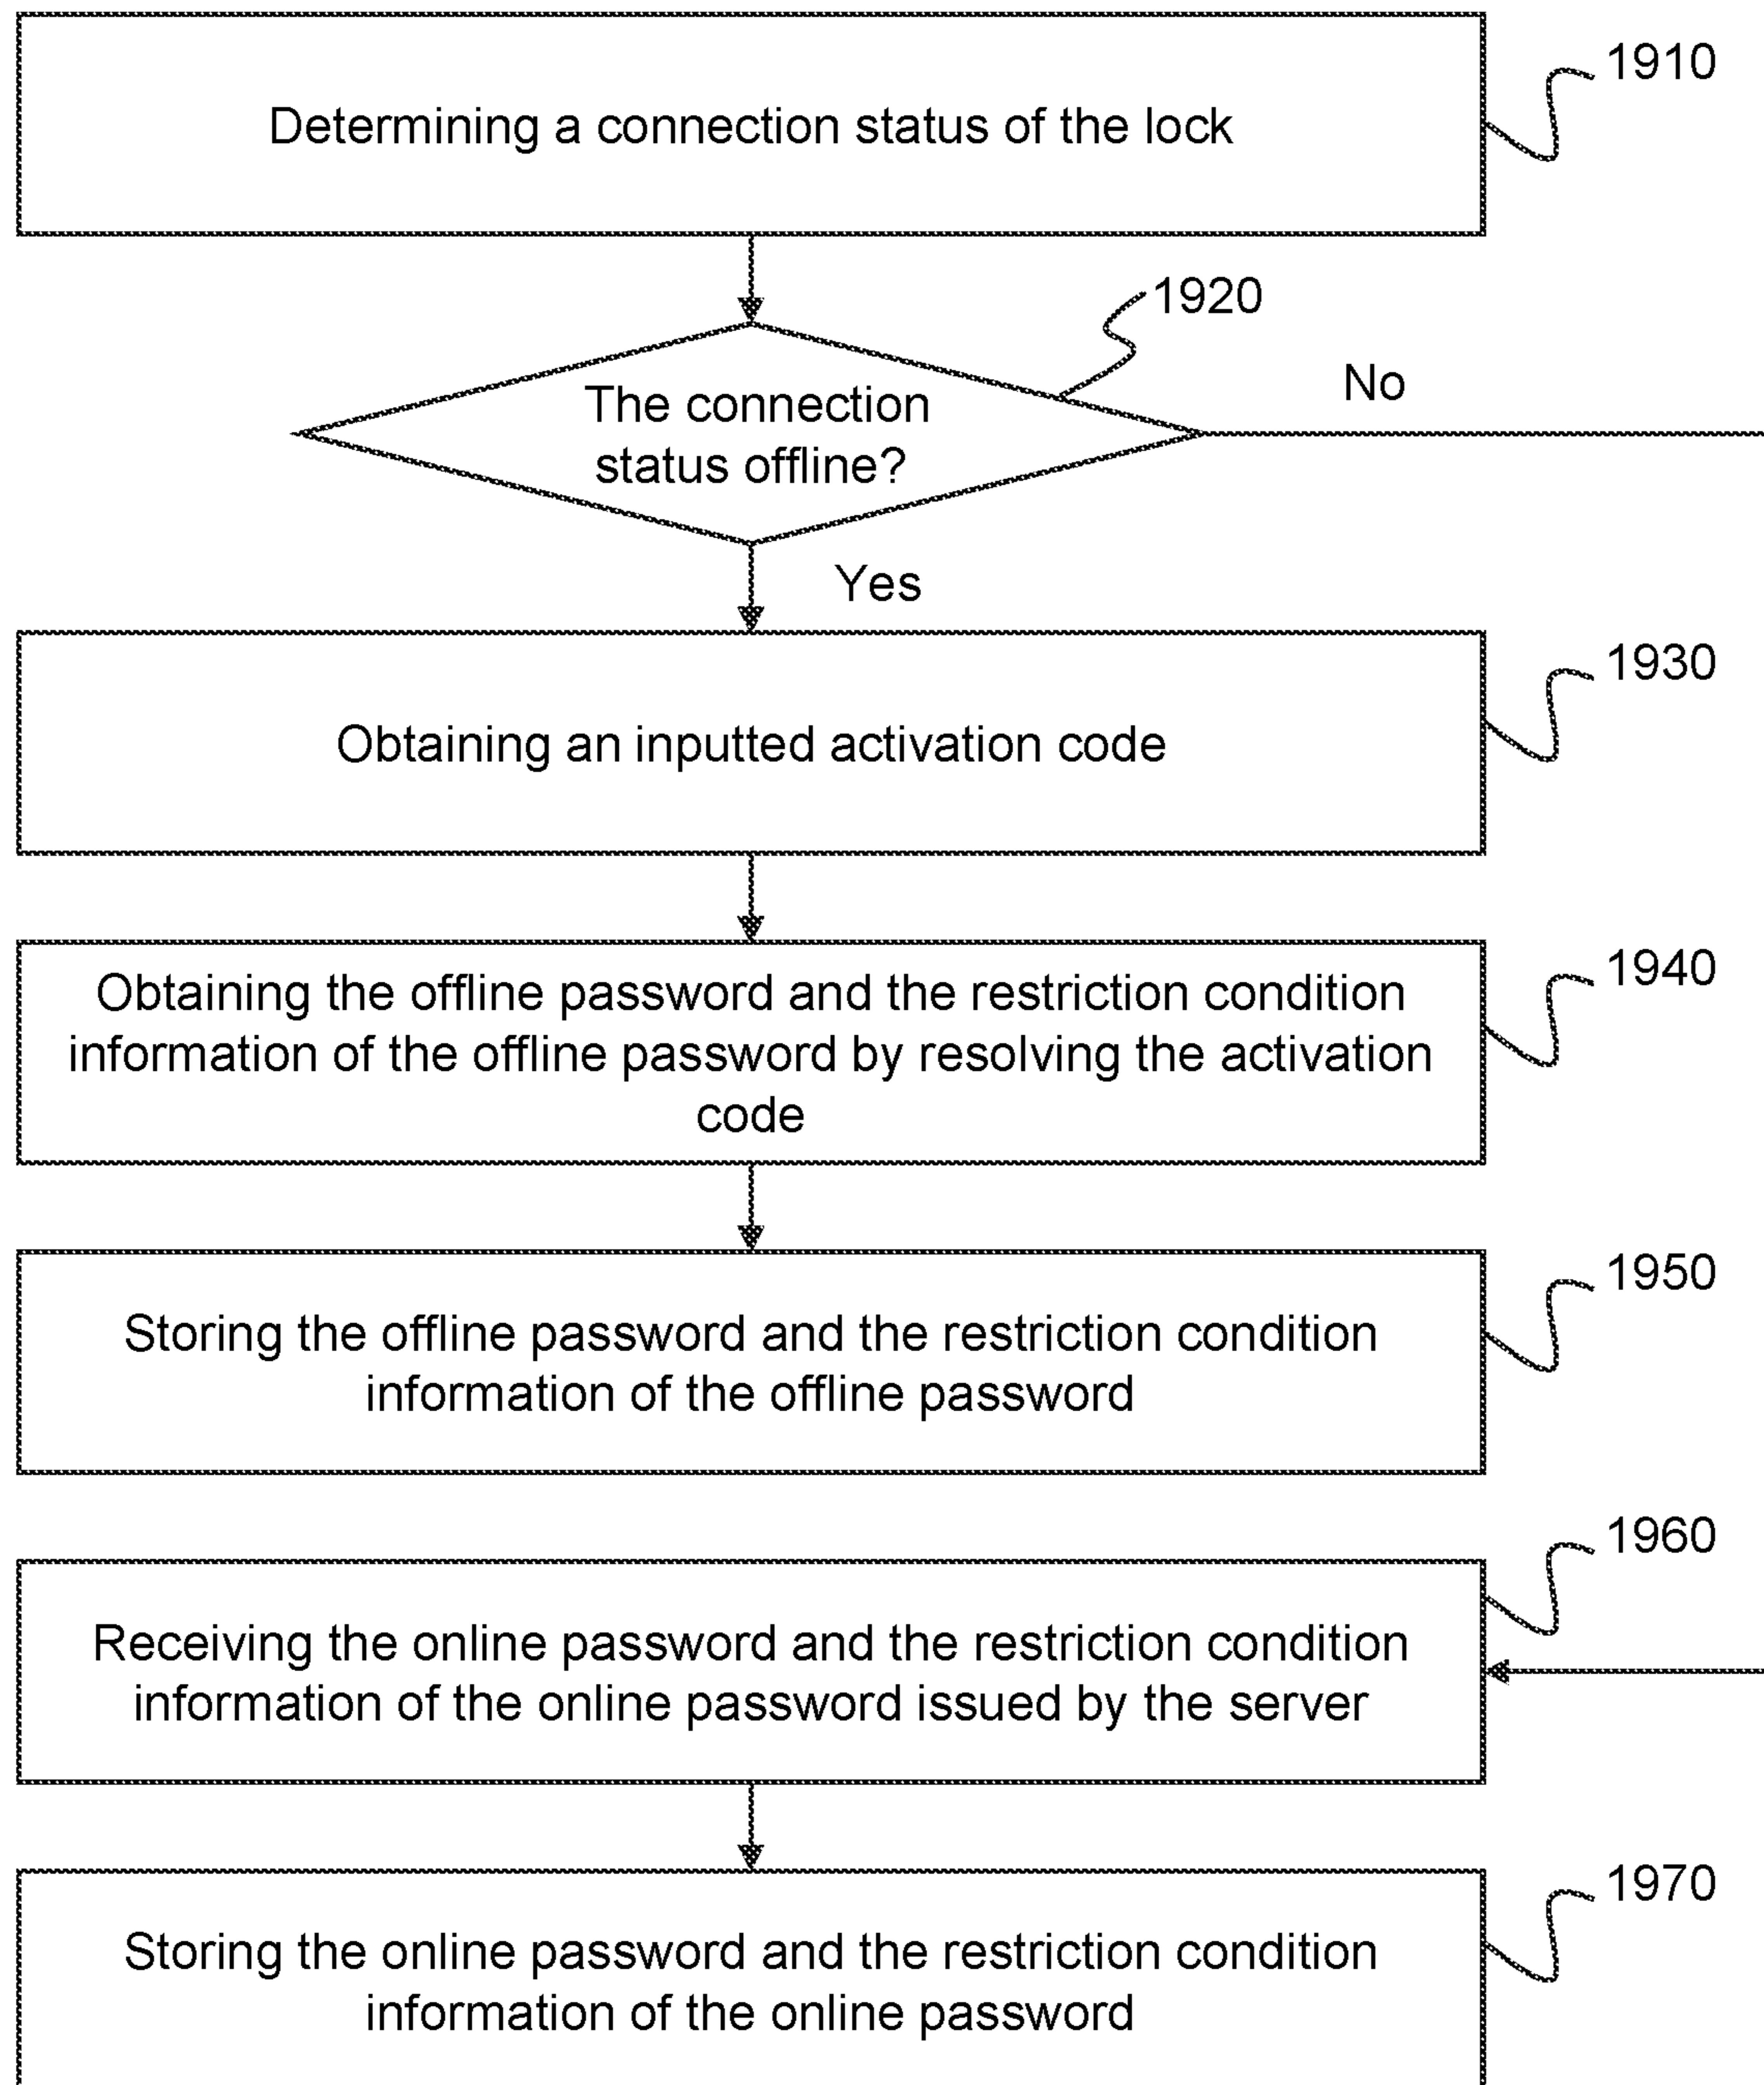 1910
Determining a connection status of the lock
1920
The connection
status offline?
No
Yes
1930
Obtaining an inputted activation code
1940
Obtaining the offline password and the restriction condition
information of the offline password by resolving the activation
code
1950
Storing the offline password and the restriction condition
information of the offline password
1960
Receiving the online password and the restriction condition
information of the online password issued by the server
1970
Storing the online password and the restriction condition
information of the online password